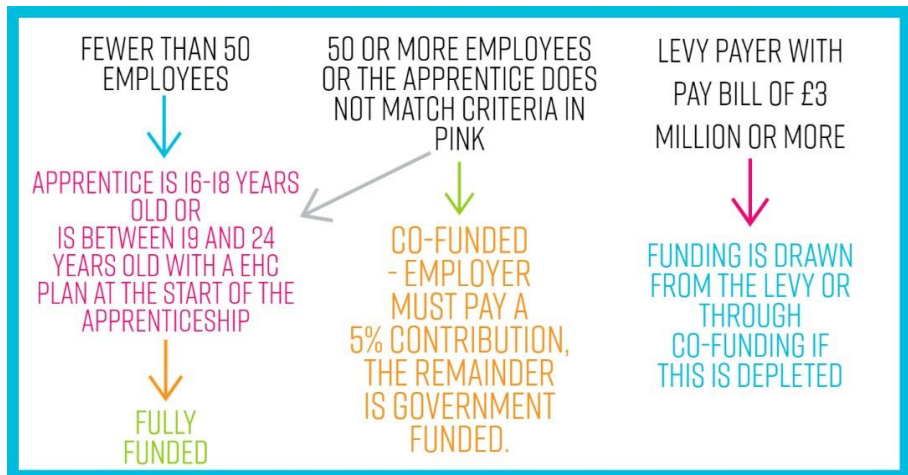 FEWER THAN 50
EMPLOYEES
APPRENTICE IS 16-18 YEARS
OLD OR
IS BETWEEN 19 AND 24
YEARS OLD WITH A EHC
PLAN AT THE START OF THE
APPRENTICESHIP
FULLY
FUNDED
50 OR MORE EMPLOYEES
OR THE APPRENTICE DOES
NOT MATCH CRITERIA IN
PINK
CO-FUNDED
- EMPLOYER
MUST PAY A
5% CONTRIBUTION,
THE REMAINDER
IS GOVERNMENT
FUNDED.
LEVY PAYER WITH
PAY BILL OF £3
MILLION OR MORE
FUNDING IS DRAWN
FROM THE LEVY OR
THROUGH
CO-FUNDING IF
THIS IS DEPLETED